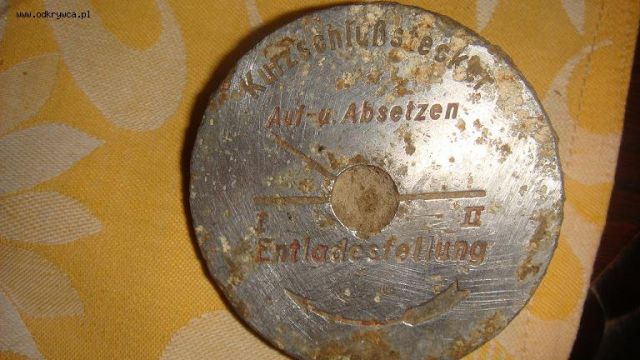 www.odkrywca.pl
Kurzschlußstecker
Auf-u. Absetzen
I II
Entladestellung